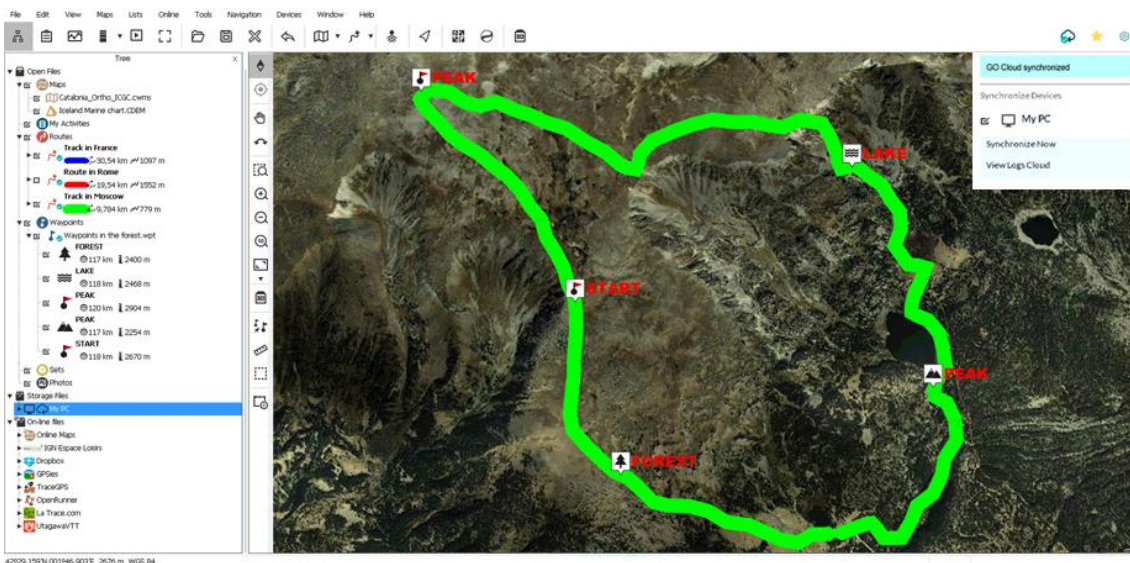 File Edit View Maps Lists Online Tools Navigation Devices Window Help
Tree
Open Files
Maps
Catalonia_Ortho_ICGC.cwms
Iceland Marine chart.CDEM
My Activities
Routes
Track in France
30,54 km 1097 m
Route in Rome
19,54 km 1552 m
Track in Moscow
9,784 km 779 m
Waypoints
Waypoints in the forest.wpt
FOREST
117 km 2400 m
LAKE
118 km 2468 m
PEAK
120 km 2904 m
PEAK
117 km 2254 m
START
118 km 2670 m
Sets
Photos
Storage Files
My PC
On-line files
Online Maps
IGN Espace Loisirs
Dropbox
GPSies
TraceGPS
OpenRunner
La Trace.com
UtagawaVTT
PEAK
LAKE
START
PEAK
FOREST
GO Cloud synchronized
Synchronize Devices
My PC
Synchronize Now
View Logs Cloud
2676 m, WGS 84